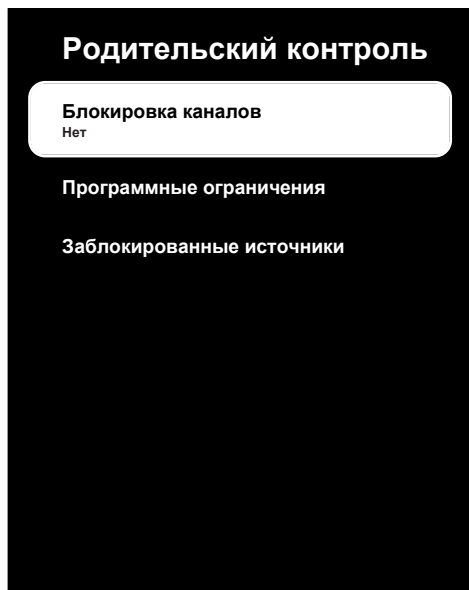 Родительский контроль
Блокировка каналов
Нет
Программные ограничения
Заблокированные источники